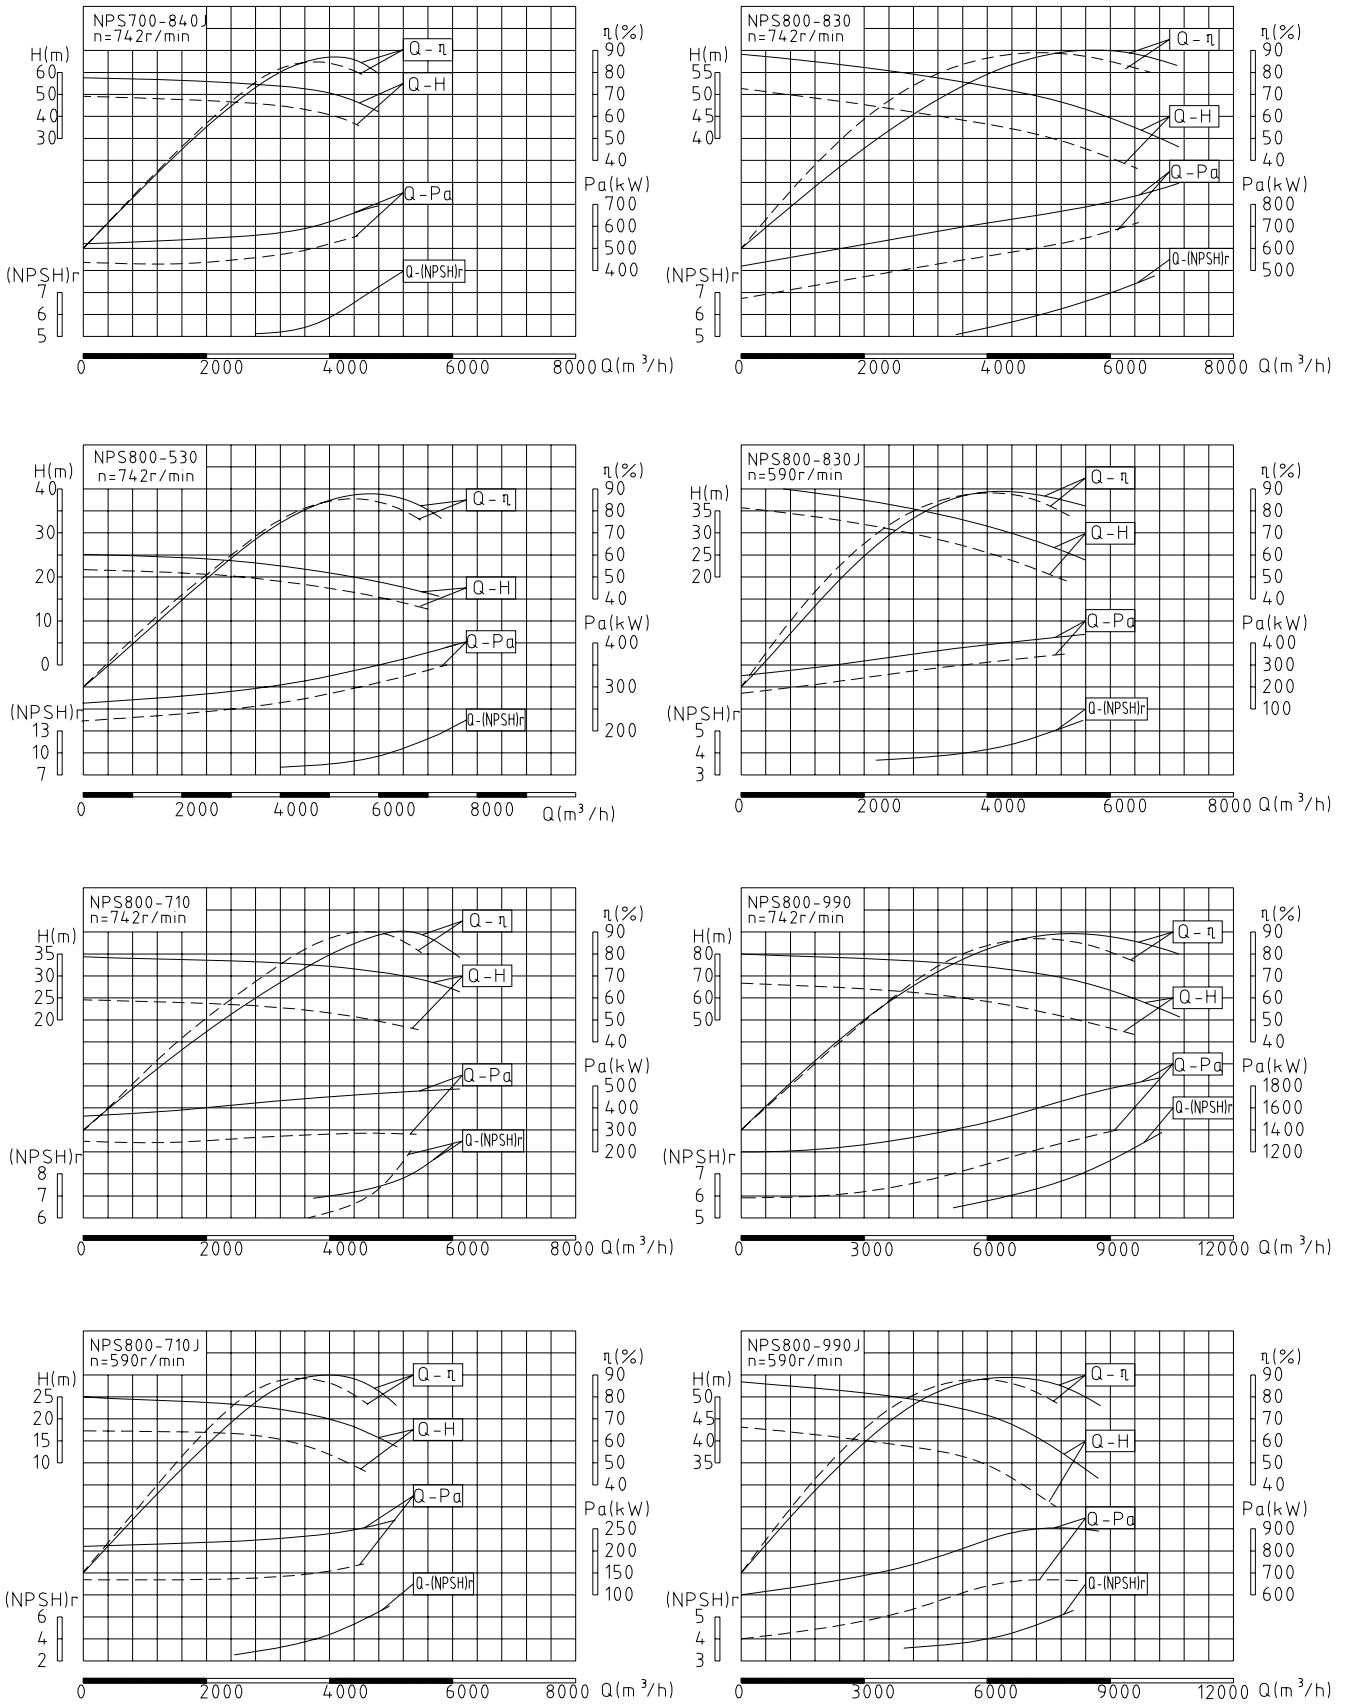 NPS700-840J
n=742r/min
H(m)
60
50
40
30
(NPSH)r
7
6
5
Q-η
Q-H
Q-Pa
Q-(NPSH)r
η(%)
90
80
70
60
50
40
Pa(kW)
700
600
500
400
0 2000 4000 6000 8000 Q(m³/h)
NPS800-830
n=742r/min
H(m)
55
50
45
40
(NPSH)r
7
6
5
Q-η
Q-H
Q-Pa
Q-(NPSH)r
η(%)
90
80
70
60
50
40
Pa(kW)
800
700
600
500
0 2000 4000 6000 8000 Q(m³/h)
NPS800-530
n=742r/min
H(m)
40
30
20
10
0
(NPSH)r
13
10
7
Q-η
Q-H
Q-Pa
Q-(NPSH)r
η(%)
90
80
70
60
50
40
Pa(kW)
400
300
200
0 2000 4000 6000 8000 Q(m³/h)
NPS800-830J
n=590r/min
H(m)
35
30
25
20
(NPSH)r
5
4
3
Q-η
Q-H
Q-Pa
Q-(NPSH)r
η(%)
90
80
70
60
50
40
Pa(kW)
400
300
200
100
0 2000 4000 6000 8000 Q(m³/h)
NPS800-710
n=742r/min
H(m)
35
30
25
20
(NPSH)r
8
7
6
Q-η
Q-H
Q-Pa
Q-(NPSH)r
η(%)
90
80
70
60
50
40
Pa(kW)
500
400
300
200
0 2000 4000 6000 8000 Q(m³/h)
NPS800-990
n=742r/min
H(m)
80
70
60
50
(NPSH)r
7
6
5
Q-η
Q-H
Q-Pa
Q-(NPSH)r
η(%)
90
80
70
60
50
40
Pa(kW)
1800
1600
1400
1200
0 3000 6000 9000 12000 Q(m³/h)
NPS800-710J
n=590r/min
H(m)
25
20
15
10
(NPSH)r
6
4
2
Q-η
Q-H
Q-Pa
Q-(NPSH)r
η(%)
90
80
70
60
50
40
Pa(kW)
250
200
150
100
0 2000 4000 6000 8000 Q(m³/h)
NPS800-990J
n=590r/min
H(m)
50
45
40
35
(NPSH)r
5
4
3
Q-η
Q-H
Q-Pa
Q-(NPSH)r
η(%)
90
80
70
60
50
40
Pa(kW)
900
800
700
600
0 3000 6000 9000 12000 Q(m³/h)